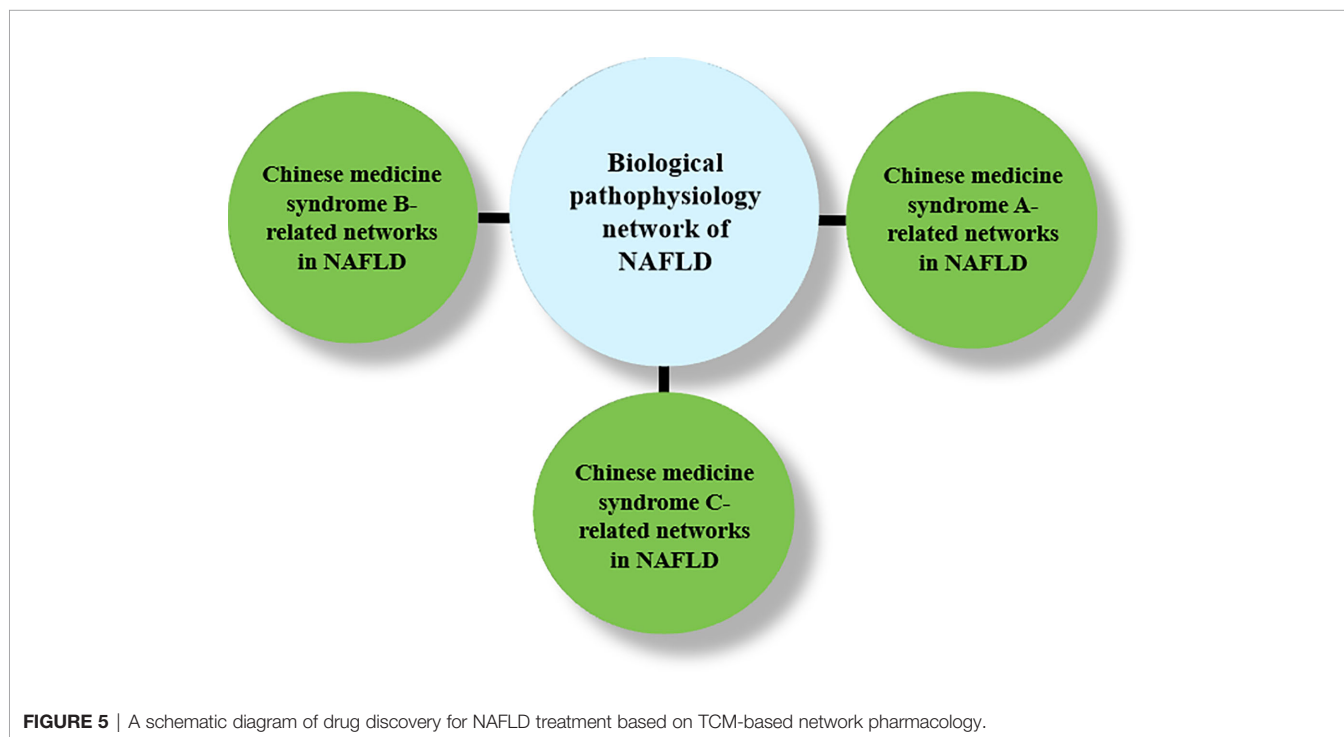 Chinese medicine
syndrome B-
related networks
in NAFLD
Biological
pathophysiology
network of
NAFLD
Chinese medicine
syndrome A-
related networks
in NAFLD
Chinese medicine
syndrome C-
related networks
in NAFLD
FIGURE 5 | A schematic diagram of drug discovery for NAFLD treatment based on TCM-based network pharmacology.